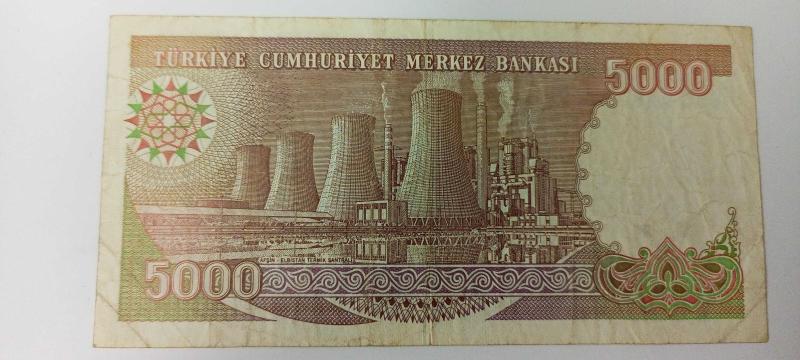 TÜRKİYE CUMHURİYET MERKEZ BANKASI
5000
AFŞİN - ELBİSTAN TERMİK SANTRALI
5000